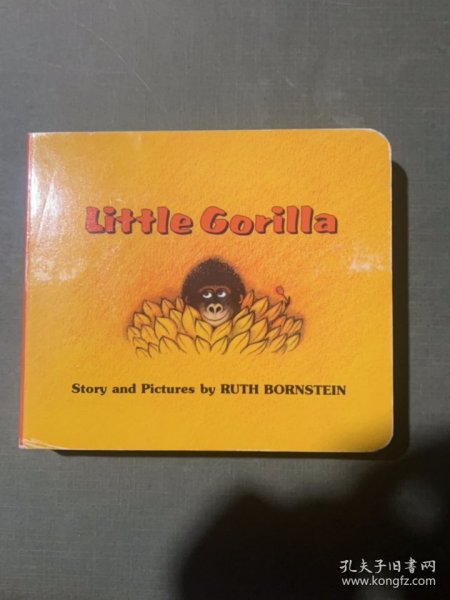 Little Gorilla
Story and Pictures by RUTH BORNSTEIN
孔夫子旧书网
www.kongfz.com